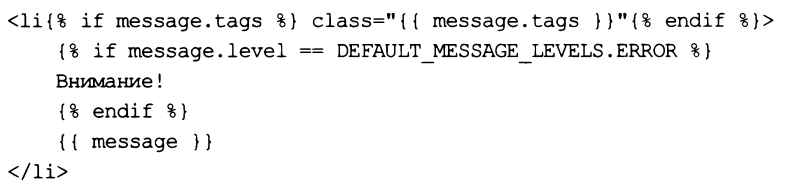 <li{% if message.tags %} class="{{ message.tags }}"{% endif %}>
    {% if message.level == DEFAULT_MESSAGE_LEVELS.ERROR %}
    Внимание!
    {% endif %}
    {{ message }}
</li>